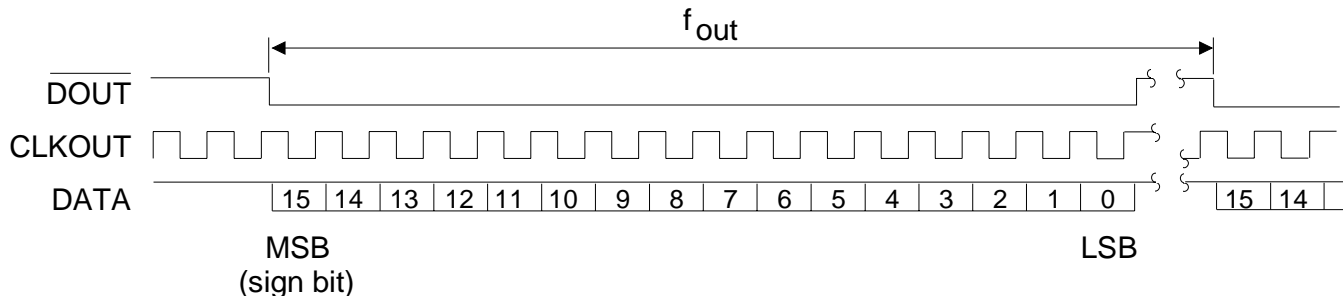 fout
DOUT
CLKOUT
DATA
15 14 13 12 11 10 9 8 7 6 5 4 3 2 1 0 15 14
MSB LSB
(sign bit)